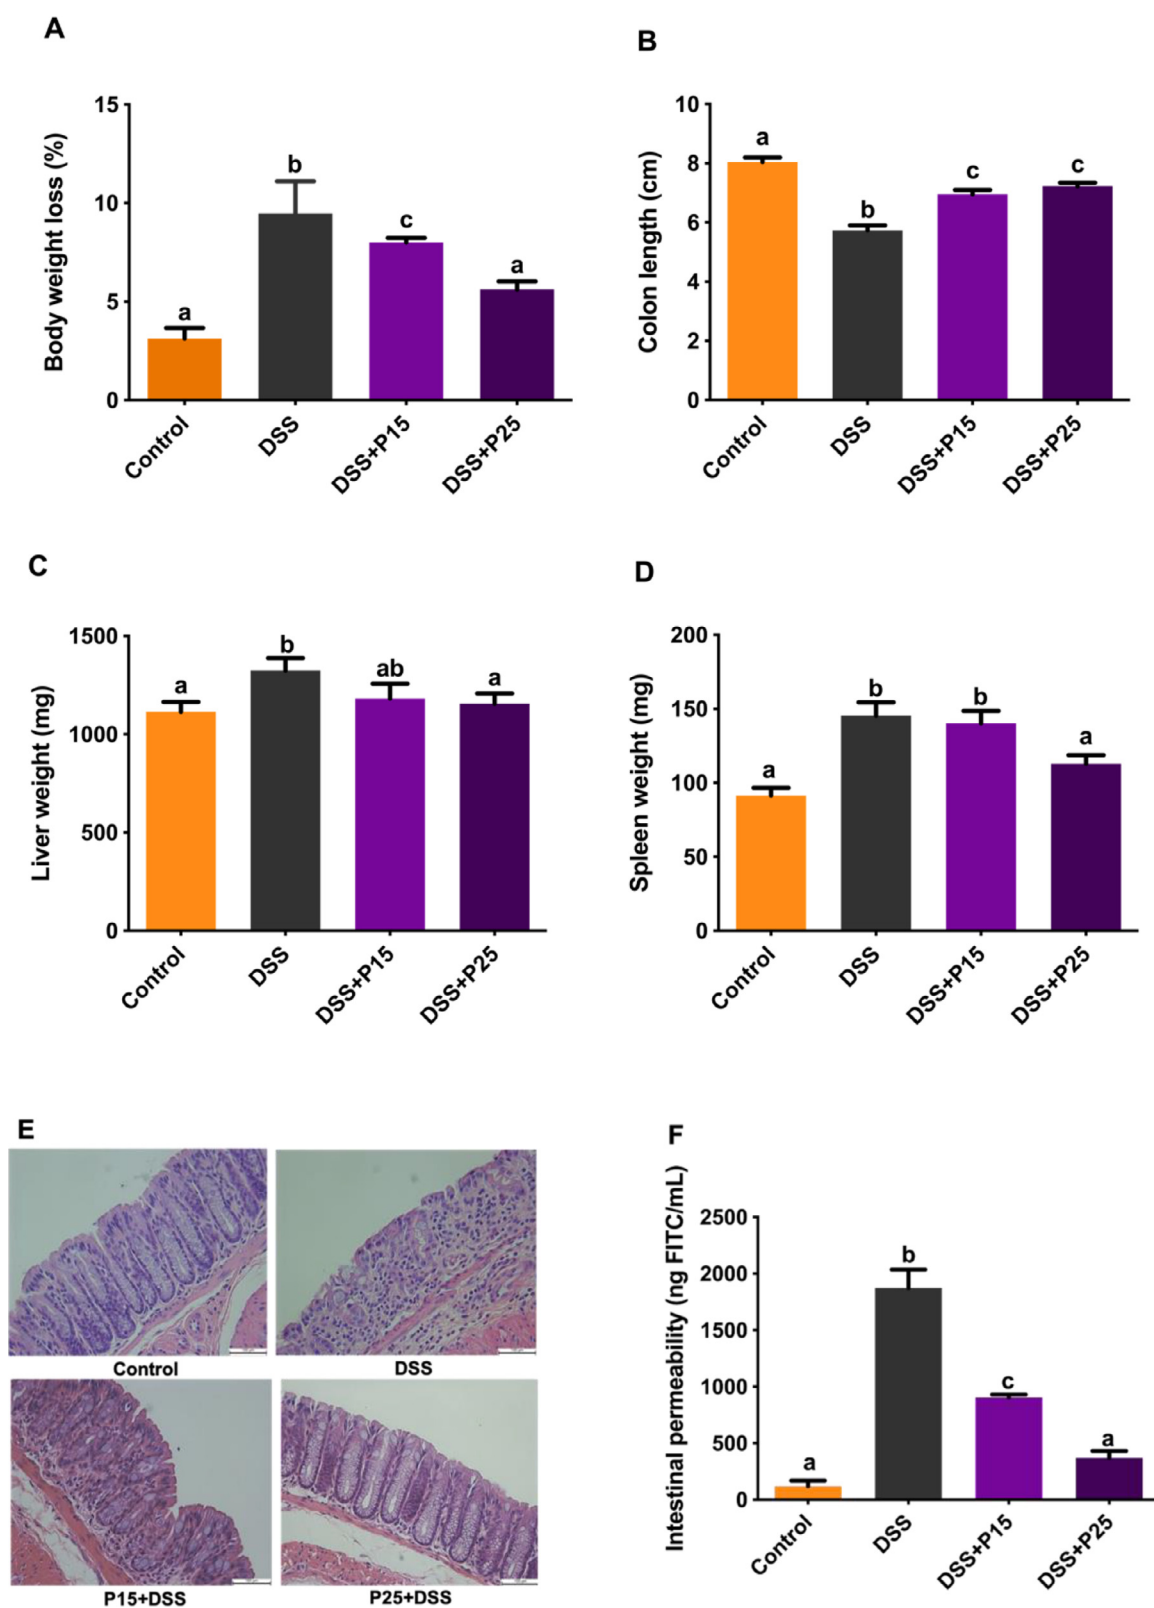 A
Body weight loss (%)
15
10
5
0
a
b
c
a
Control
DSS
DSS+P15
DSS+P25
B
Colon length (cm)
10
8
6
4
2
0
a
b
c
c
Control
DSS
DSS+P15
DSS+P25
C
Liver weight (mg)
1500
1000
500
0
a
b
ab
a
Control
DSS
DSS+P15
DSS+P25
D
Spleen weight (mg)
200
150
100
50
0
a
b
b
a
Control
DSS
DSS+P15
DSS+P25
E
Control
DSS
P15+DSS
P25+DSS
F
Intestinal permeability (ng FITC/mL)
2500
2000
1500
1000
500
0
a
b
c
a
Control
DSS
DSS+P15
DSS+P25